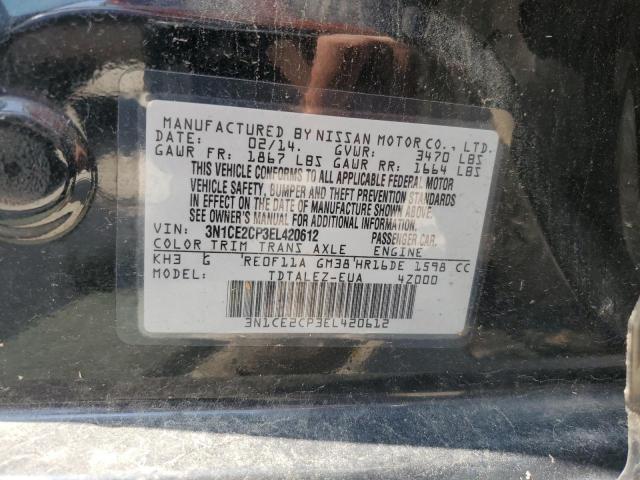 MANUFACTURED BY NISSAN MOTOR CO., LTD.
DATE: 02/14. GVWR: 3470 LBS
GAWR FR: 1867 LBS GAWR RR: 1664 LBS
THIS VEHICLE CONFORMS TO ALL APPLICABLE FEDERAL MOTOR
VEHICLE SAFETY, BUMPER AND THEFT PREVENTION STANDARDS
IN EFFECT ON THE DATE OF MANUFACTURE SHOWN ABOVE.
SEE OWNER'S MANUAL FOR ADDITIONAL INFORMATION.
VIN: 3N1CE2CP3EL420612 PASSENGER CAR.
COLOR TRIM TRANS AXLE ENGINE
KH3 G RE0F11A GM38 HR16DE 1598 CC
MODEL: TDTALEZ-EUA 4Z000
3N1CE2CP3EL420612